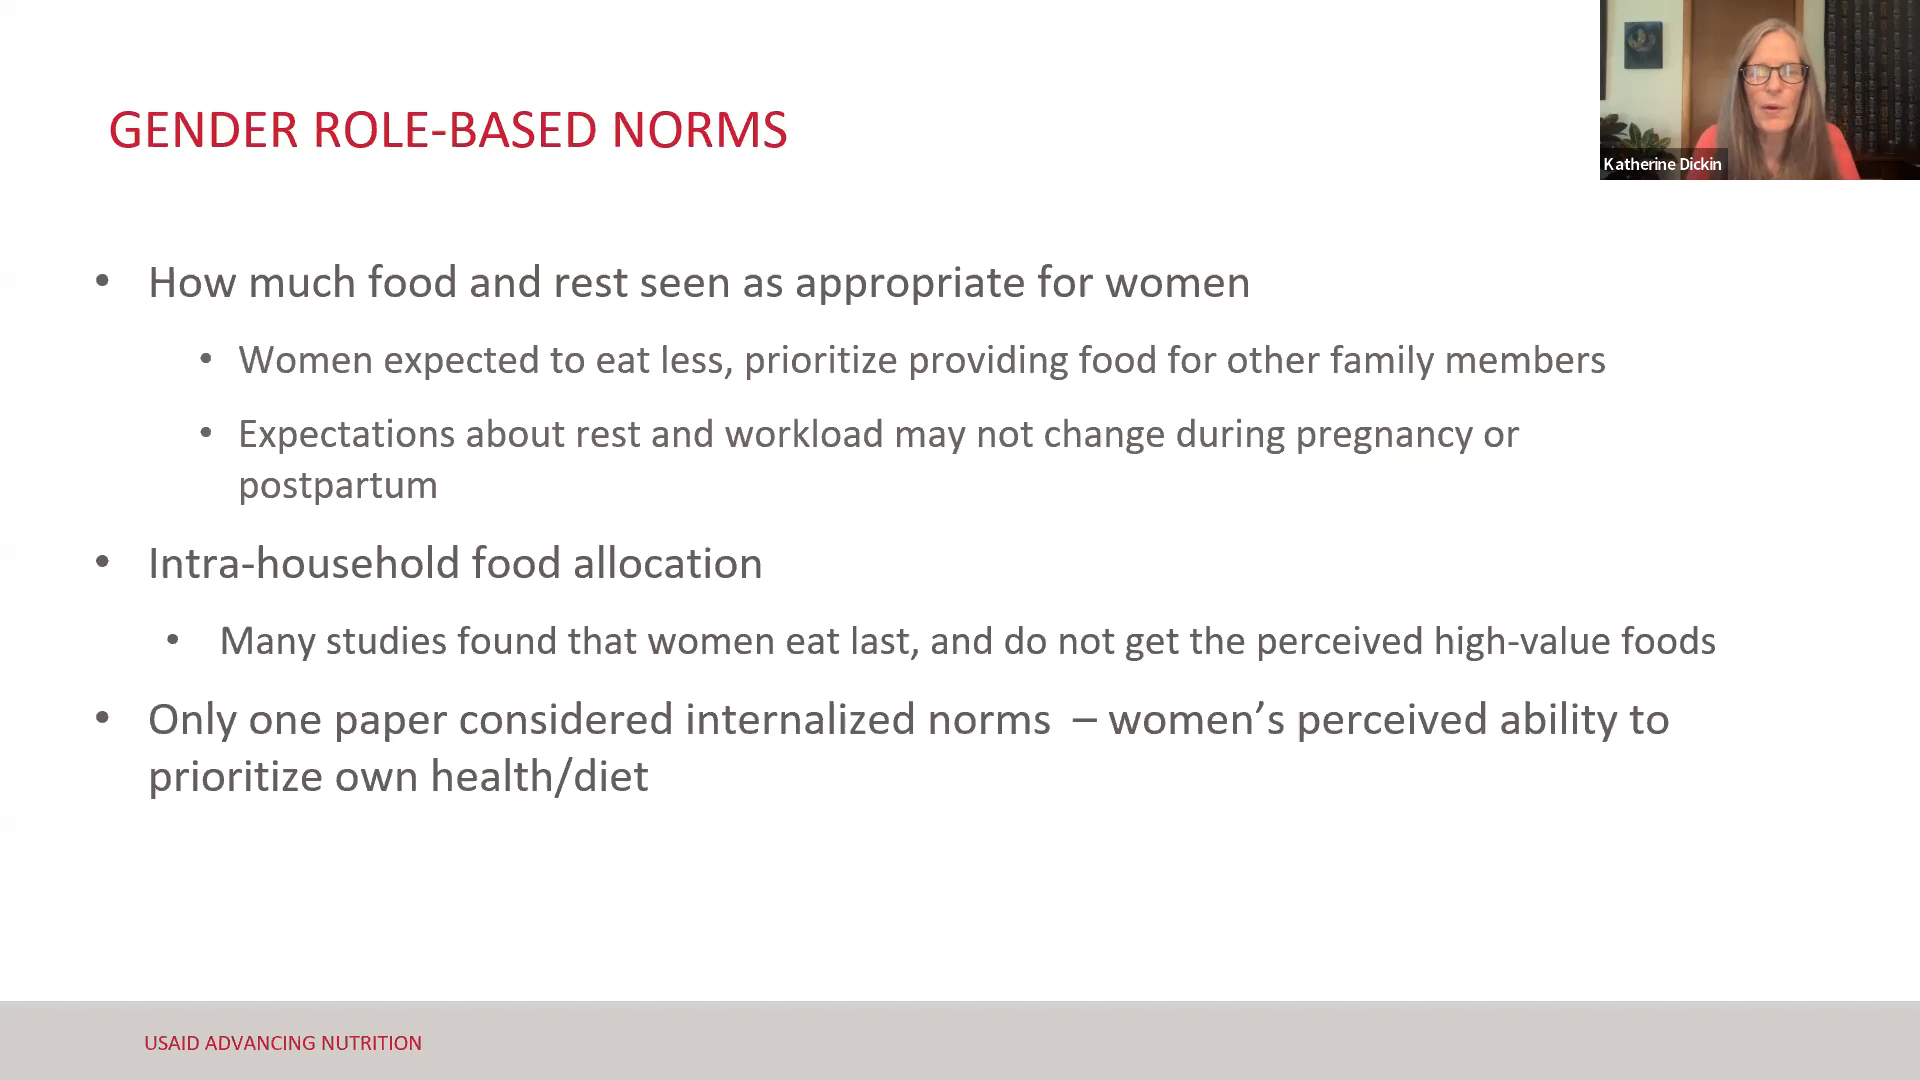 GENDER ROLE-BASED NORMS
Katherine Dickin
• How much food and rest seen as appropriate for women
• Women expected to eat less, prioritize providing food for other family members
• Expectations about rest and workload may not change during pregnancy or
postpartum
• Intra-household food allocation
• Many studies found that women eat last, and do not get the perceived high-value foods
• Only one paper considered internalized norms – women’s perceived ability to
prioritize own health/diet
USAID ADVANCING NUTRITION